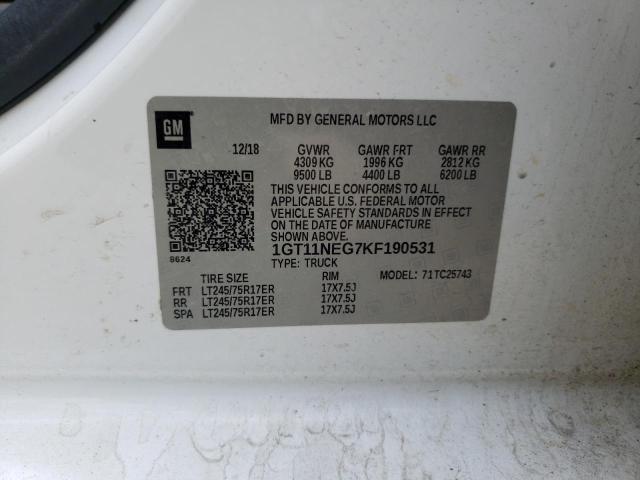 GM
MFD BY GENERAL MOTORS LLC
12/18 GVWR GAWR FRT GAWR RR
4309 KG 1996 KG 2812 KG
9500 LB 4400 LB 6200 LB
THIS VEHICLE CONFORMS TO ALL
APPLICABLE U.S. FEDERAL MOTOR
VEHICLE SAFETY STANDARDS IN EFFECT
ON THE DATE OF MANUFACTURE
SHOWN ABOVE.
1GT11NEG7KF190531
8624
TYPE: TRUCK
TIRE SIZE RIM MODEL: 71TC25743
FRT LT245/75R17ER 17X7.5J
RR LT245/75R17ER 17X7.5J
SPA LT245/75R17ER 17X7.5J